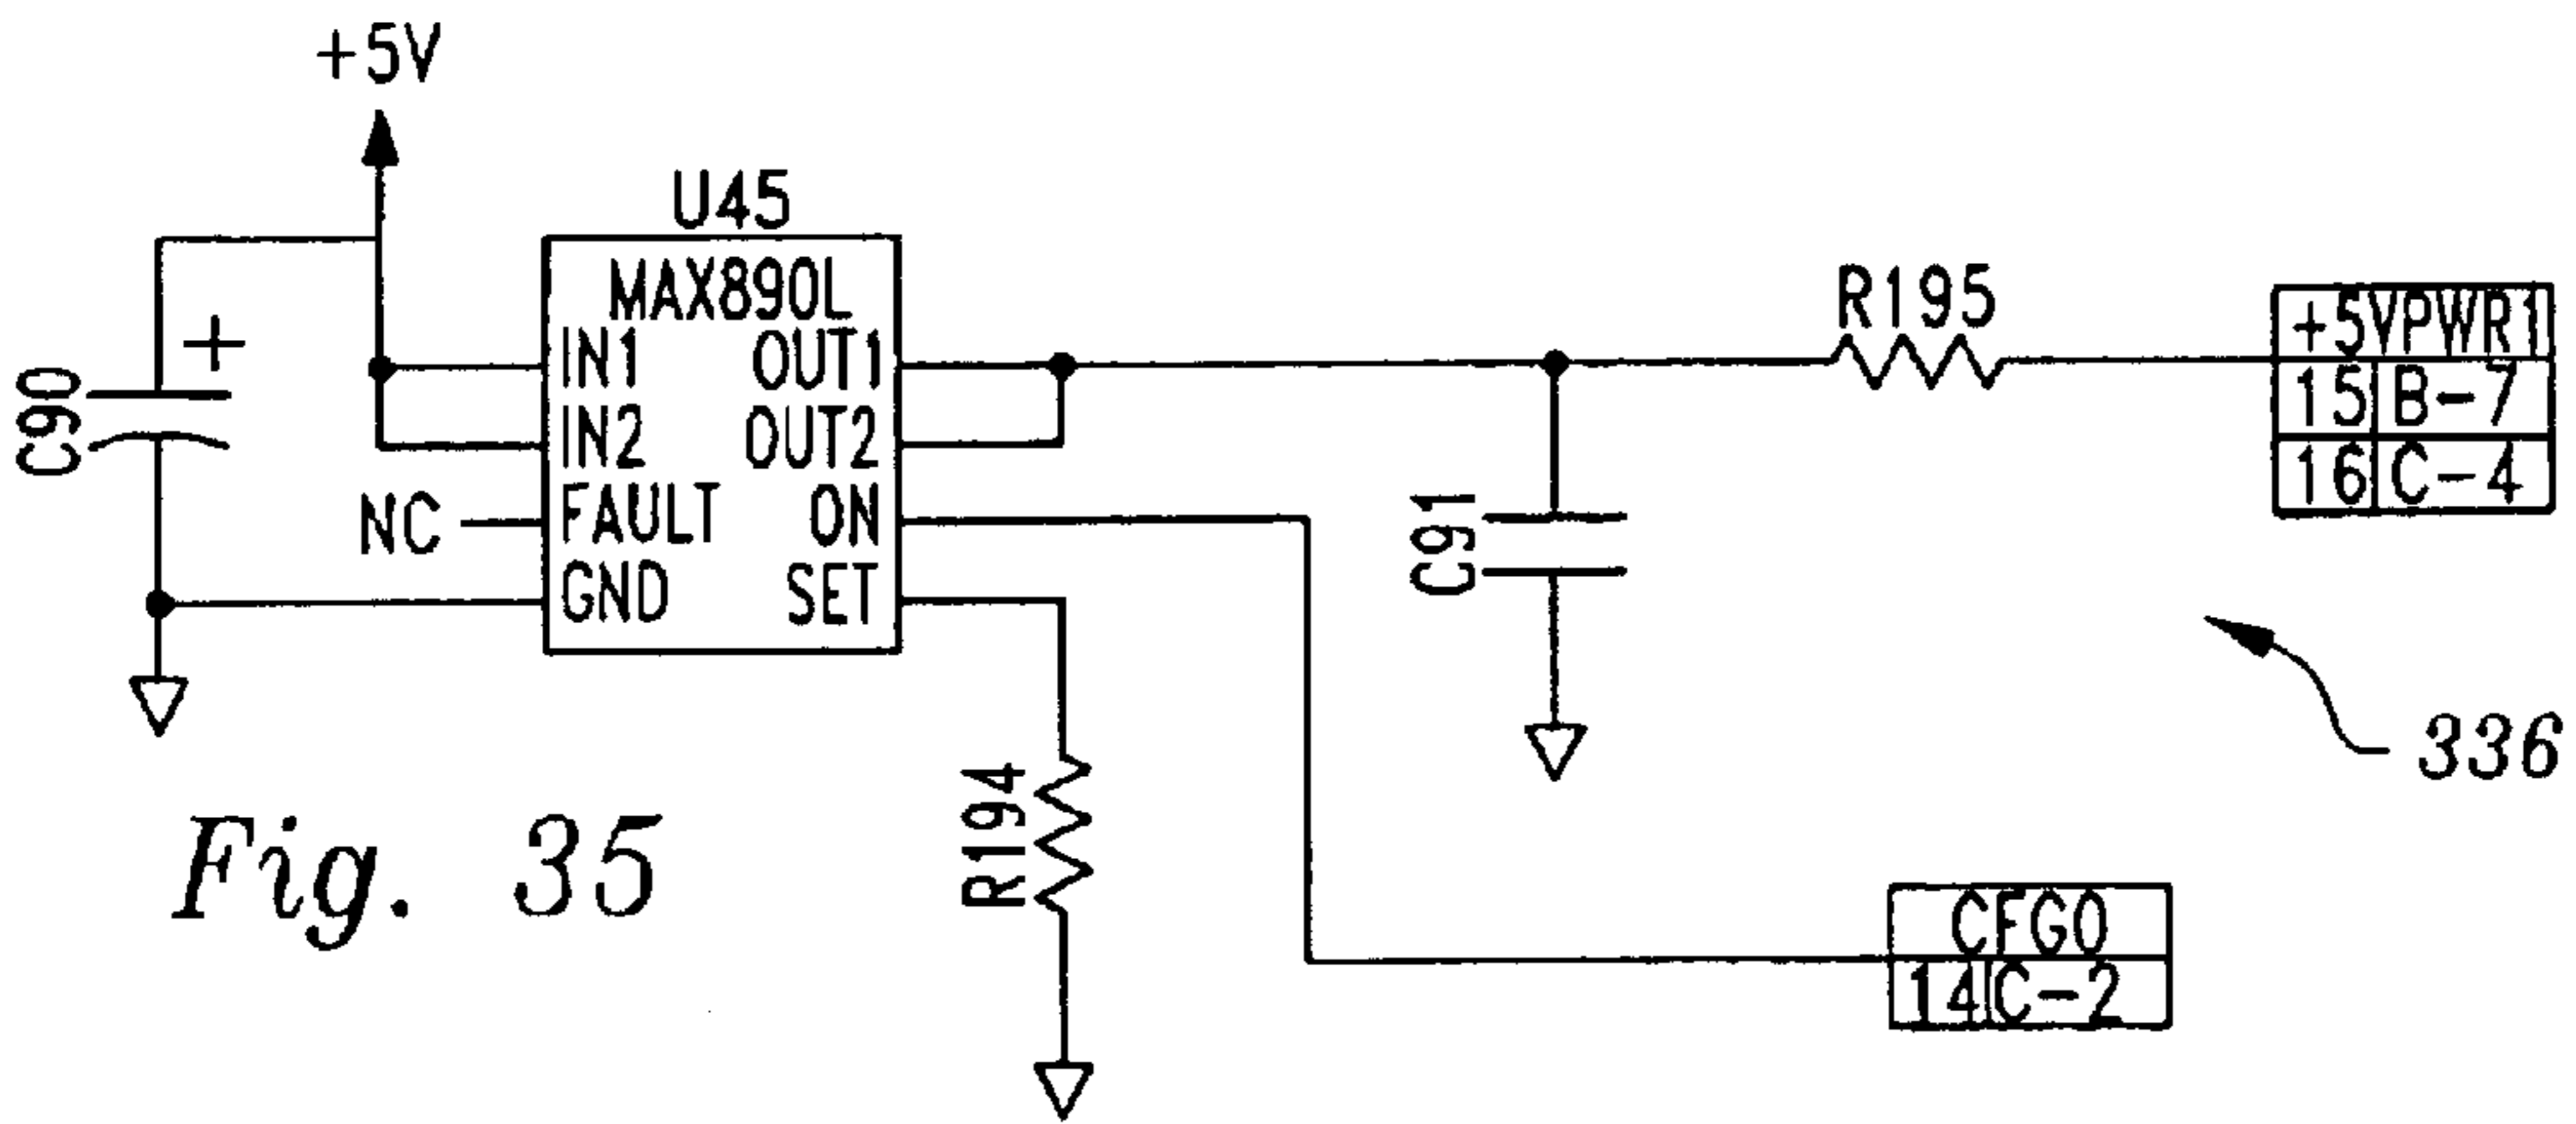 +5V
U45
MAX890L
IN1 OUT1
IN2 OUT2
NC FAULT ON
GND SET
C90
R195
+5VPWR1
15 B-7
16 C-4
C91
336
R194
CFG0
14 C-2
Fig. 35